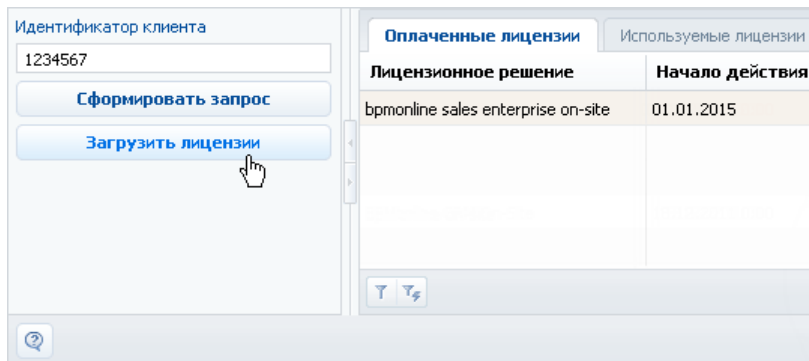 Идентификатор клиента
1234567
Сформировать запрос
Загрузить лицензии
Оплаченные лицензии
Используемые лицензии
Лицензионное решение
Начало действия
bpmonline sales enterprise on-site
01.01.2015